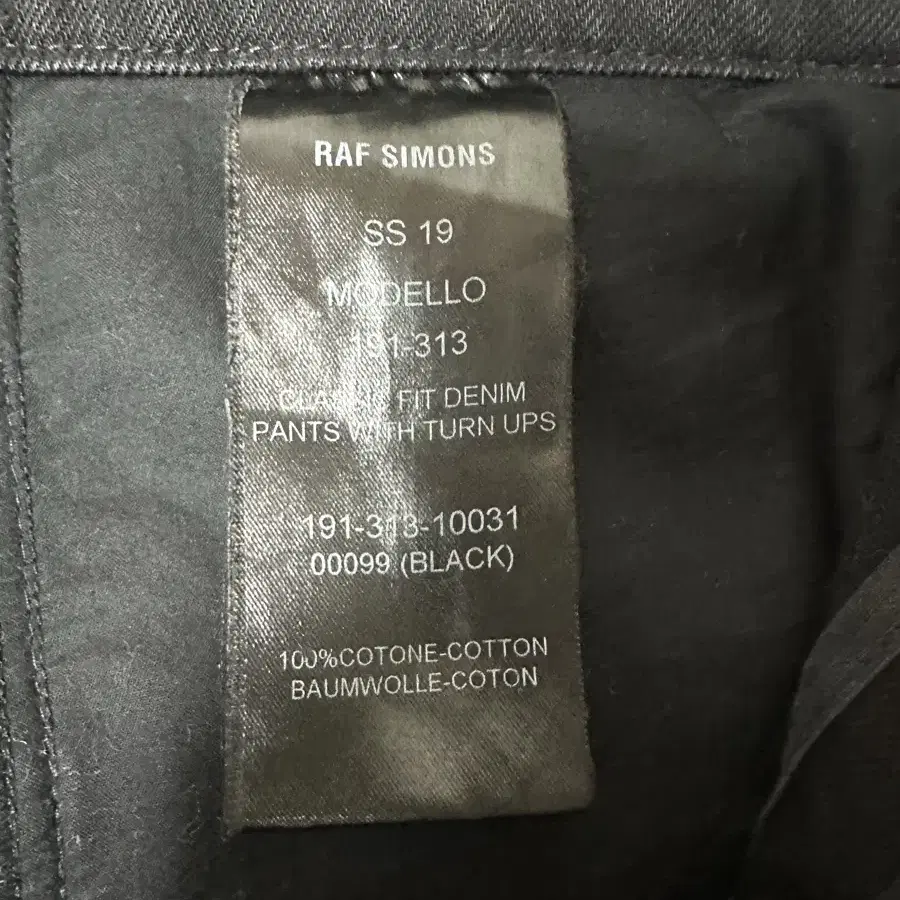 RAF SIMONS
SS 19
MODELLO
191-313
CLASSIC FIT DENIM
PANTS WITH TURN UPS
191-313-10031
00099 (BLACK)
100%COTONE-COTTON
BAUMWOLLE-COTON